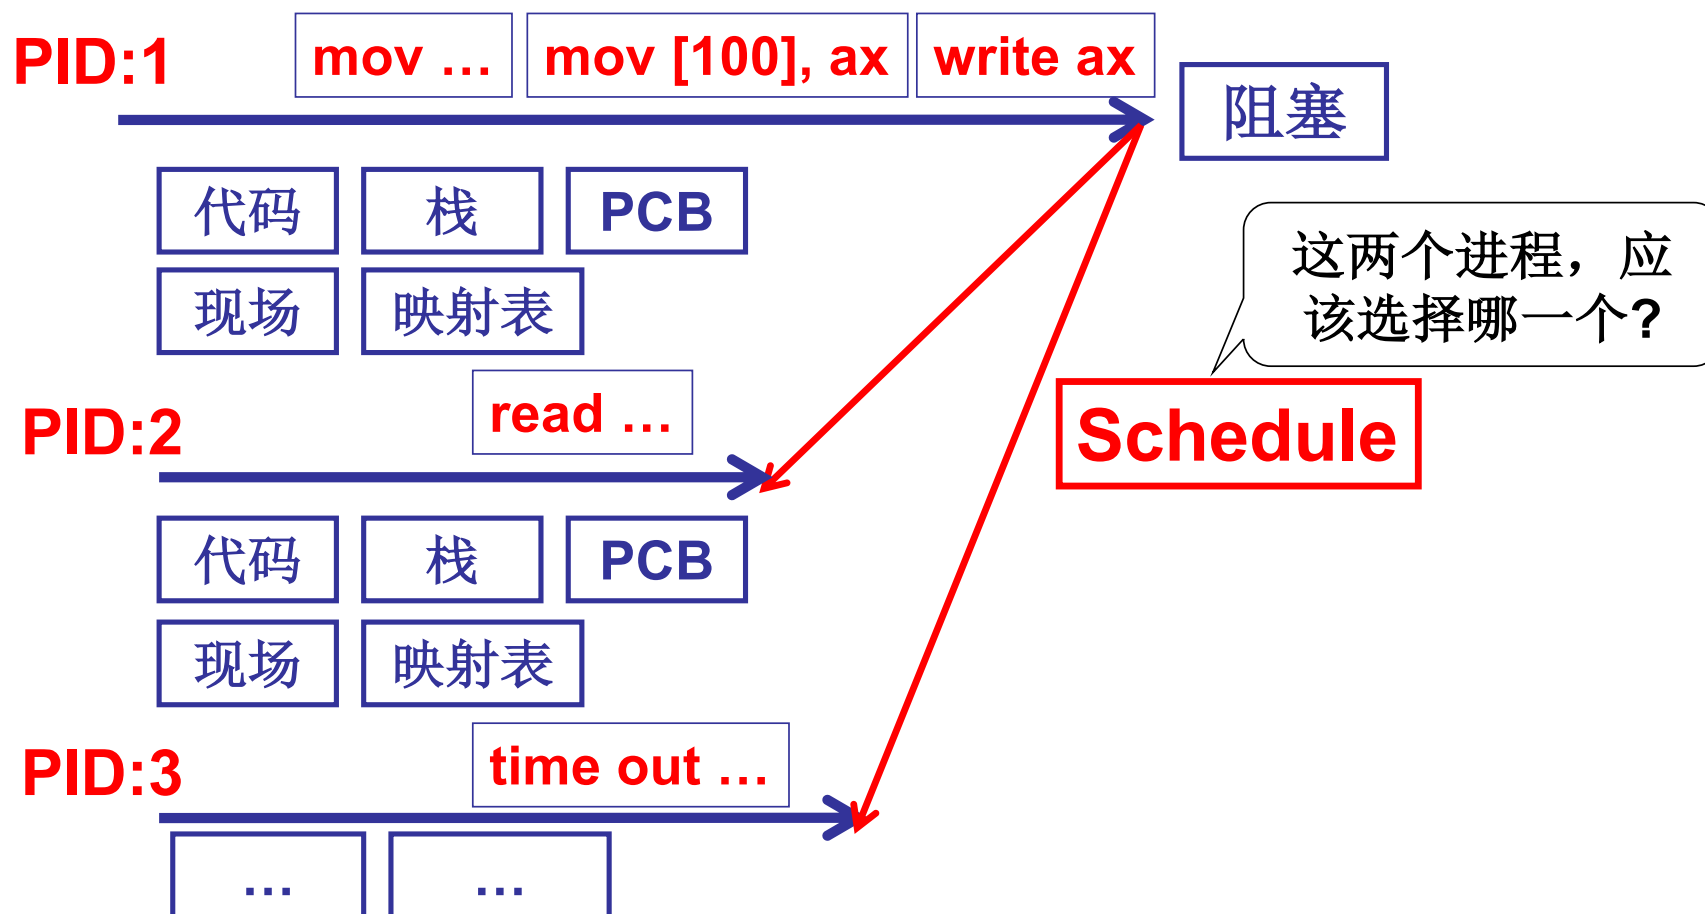 PID:1
mov …
mov [100], ax
write ax
阻塞
代码
栈
PCB
现场
映射表
这两个进程，应
该选择哪一个?
Schedule
PID:2
read …
代码
栈
PCB
现场
映射表
PID:3
time out …
…
…